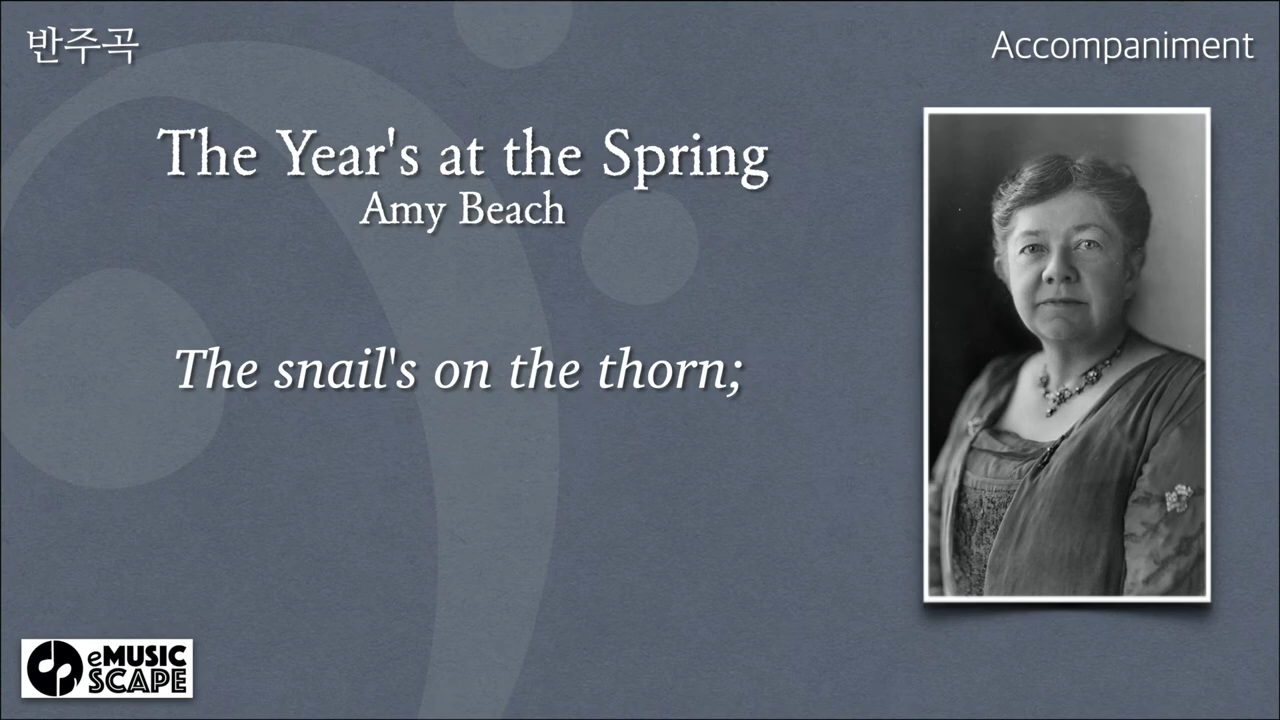 반주곡
Accompaniment
The Year's at the Spring
Amy Beach
The snail's on the thorn;
eMUSIC
SCAPE